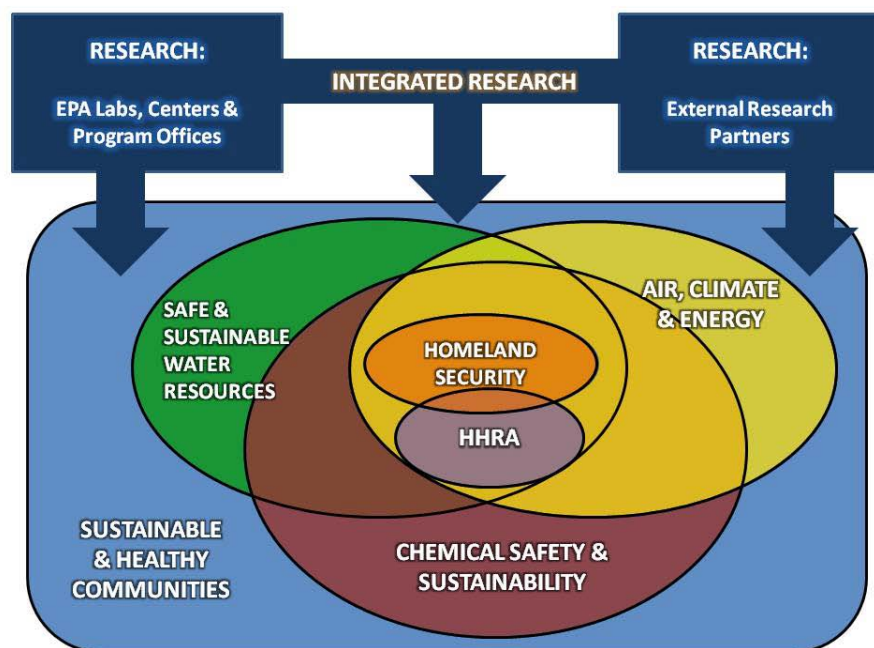 RESEARCH:
EPA Labs, Centers &
Program Offices
INTEGRATED RESEARCH
RESEARCH:
External Research
Partners
SAFE &
SUSTAINABLE
WATER
RESOURCES
AIR, CLIMATE
& ENERGY
HOMELAND
SECURITY
HHRA
SUSTAINABLE
& HEALTHY
COMMUNITIES
CHEMICAL SAFETY &
SUSTAINABILITY